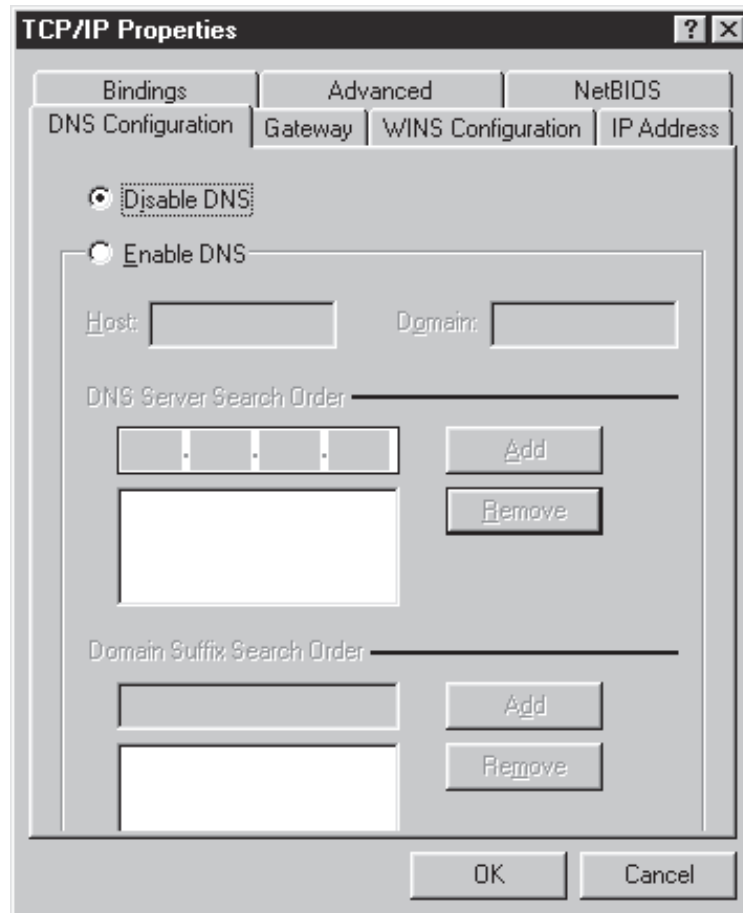 TCP/IP Properties
Bindings Advanced NetBIOS
DNS Configuration Gateway WINS Configuration IP Address
Disable DNS
Enable DNS
Host: Domain:
DNS Server Search Order
Add
Remove
Domain Suffix Search Order
Add
Remove
OK Cancel